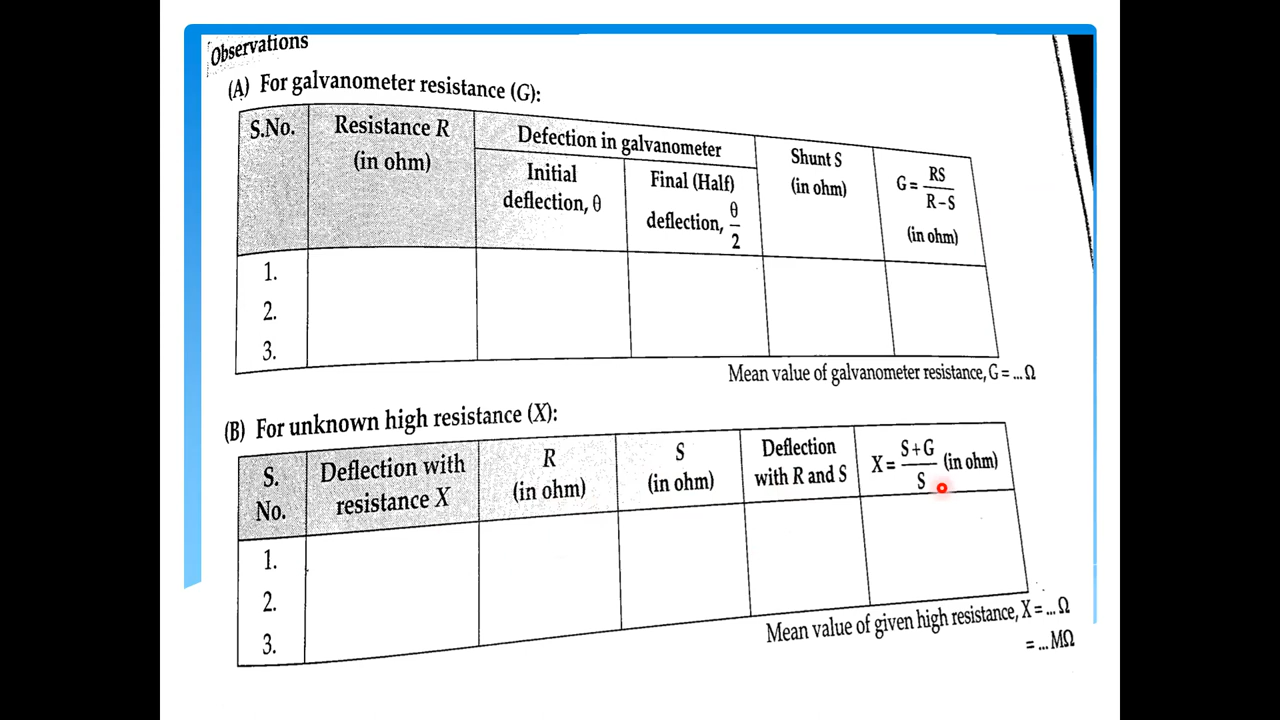 Observations
(A) For galvanometer resistance (G):
S.No.
Resistance R
(in ohm)
Defection in galvanometer
Initial
deflection, θ
Final (Half)
deflection, θ/2
Shunt S
(in ohm)
G = RS/R–S
(in ohm)
1.
2.
3.
Mean value of galvanometer resistance, G = ... Ω
(B) For unknown high resistance (X):
S.
No.
Deflection with
resistance X
R
(in ohm)
S
(in ohm)
Deflection
with R and S
X = S+G/S (in ohm)
1.
2.
3.
Mean value of given high resistance, X = ... Ω
= ... MΩ